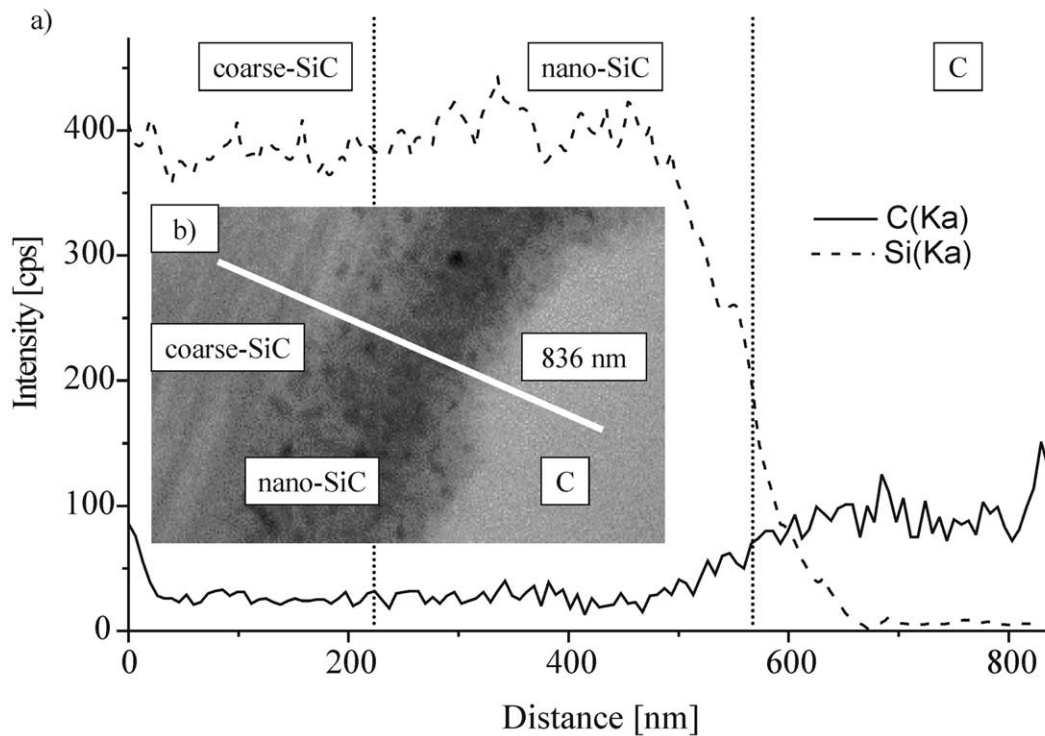 a)
coarse-SiC
nano-SiC
C
400
300
200
100
0
Intensity [cps]
C(Ka)
Si(Ka)
b)
coarse-SiC
836 nm
nano-SiC
C
0
200
400
600
800
Distance [nm]